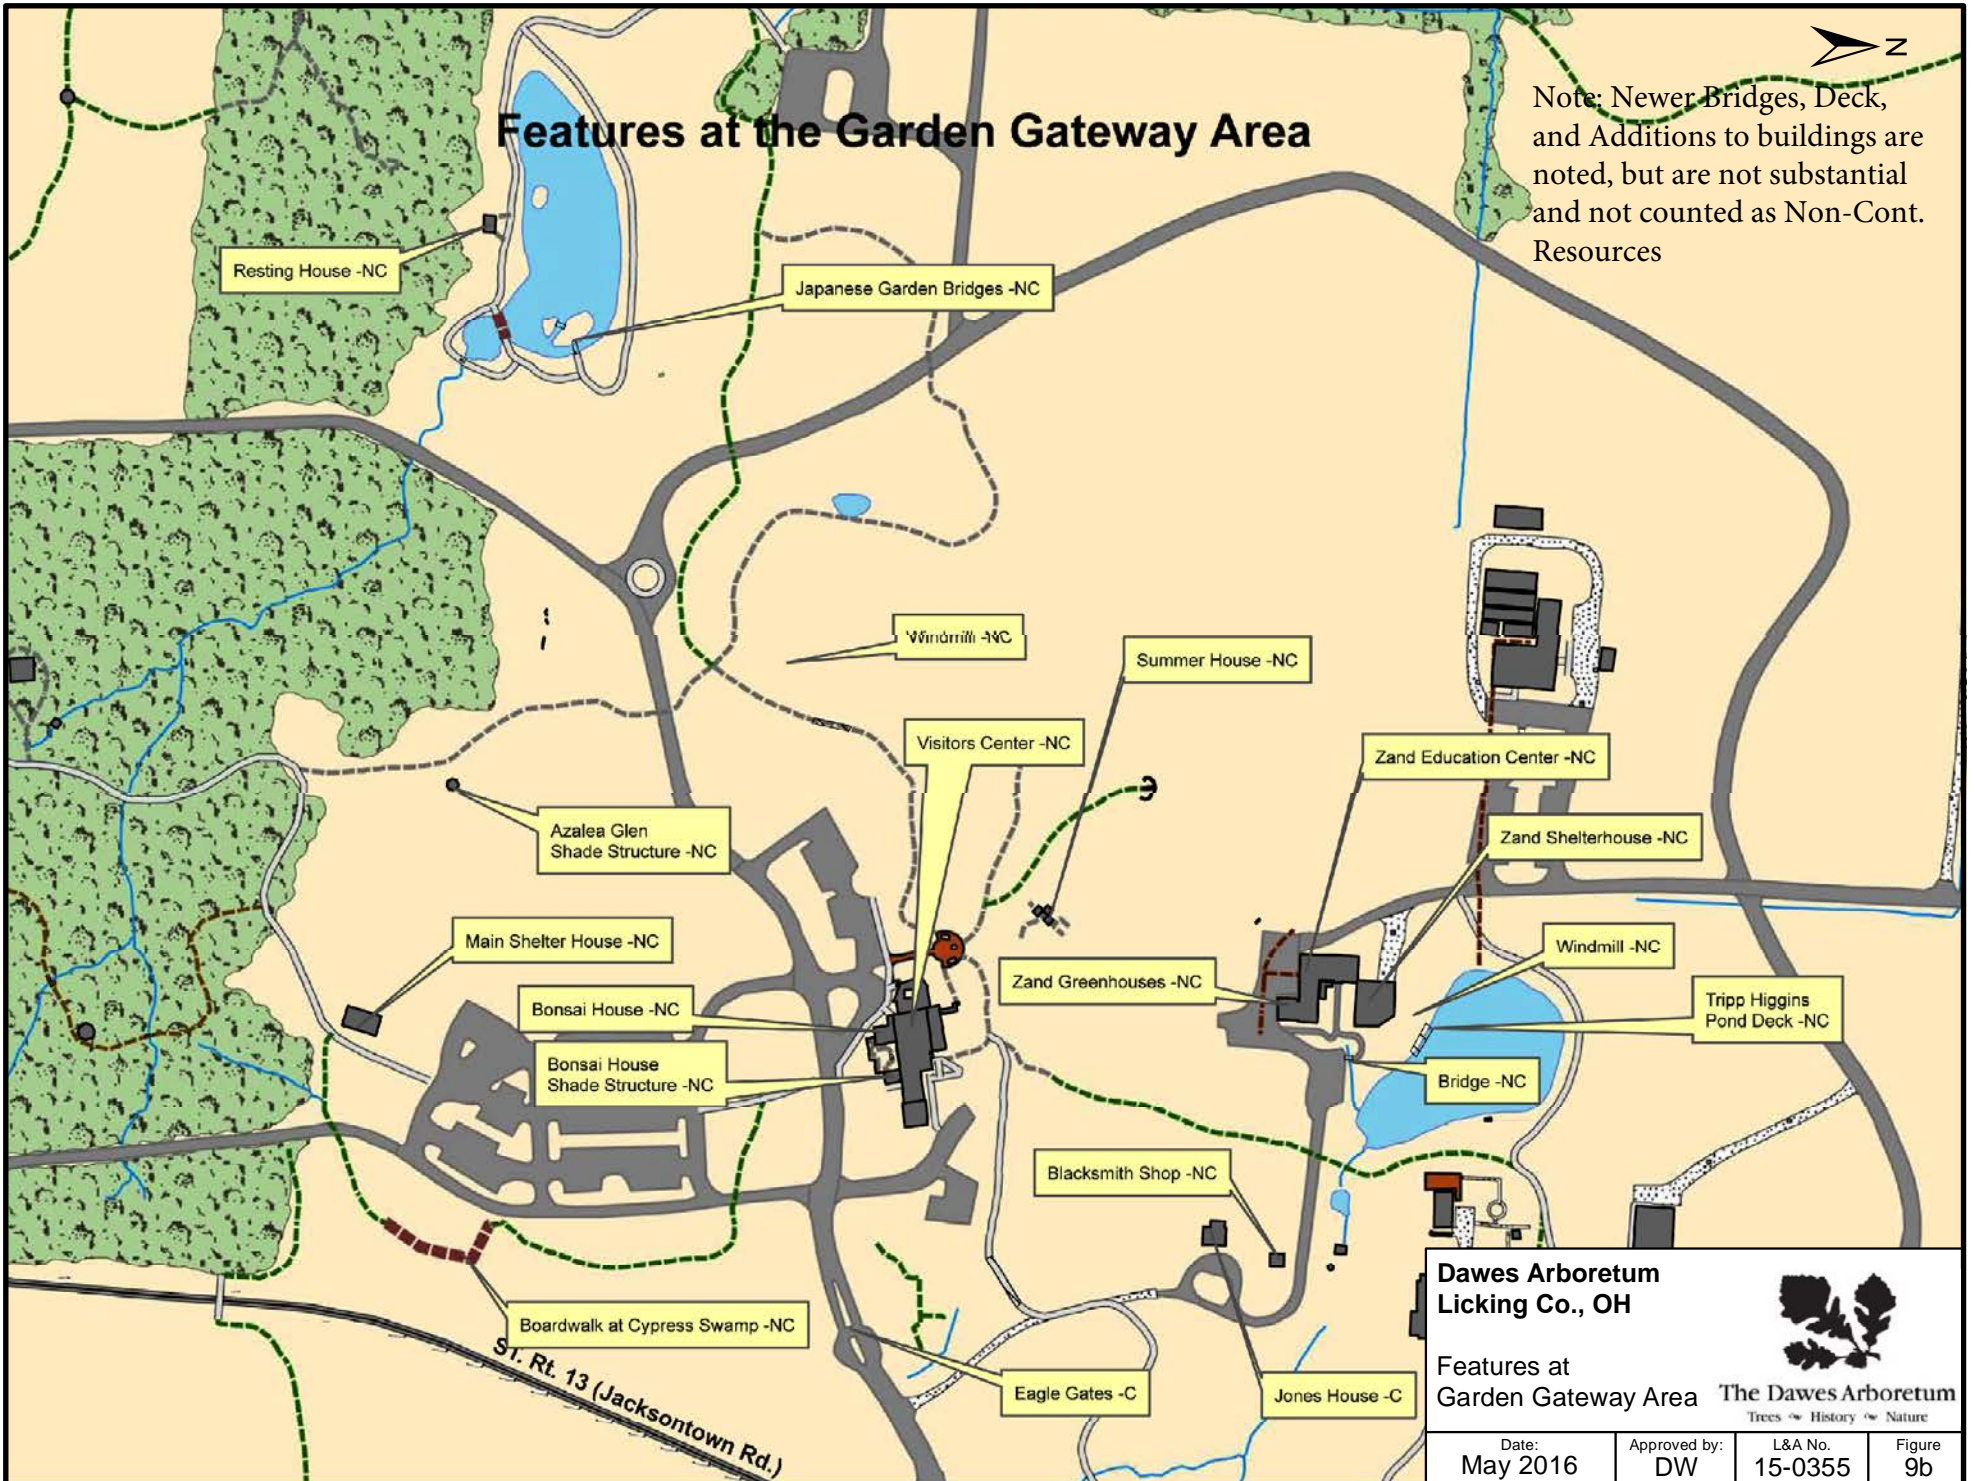 N
Note: Newer Bridges, Deck,
and Additions to buildings are
noted, but are not substantial
and not counted as Non-Cont.
Resources
Features at the Garden Gateway Area
Resting House -NC
Japanese Garden Bridges -NC
Windmill -NC
Summer House -NC
Visitors Center -NC
Zand Education Center -NC
Azalea Glen
Shade Structure -NC
Zand Shelterhouse -NC
Main Shelter House -NC
Windmill -NC
Zand Greenhouses -NC
Bonsai House -NC
Tripp Higgins
Pond Deck -NC
Bonsai House
Shade Structure -NC
Bridge -NC
Blacksmith Shop -NC
Boardwalk at Cypress Swamp -NC
ST. Rt. 13 (Jacksontown Rd.)
Eagle Gates -C
Jones House -C
Dawes Arboretum
Licking Co., OH
Features at
Garden Gateway Area
The Dawes Arboretum
Trees ~ History ~ Nature
Date:
May 2016
Approved by:
DW
L&A No.
15-0355
Figure
9b